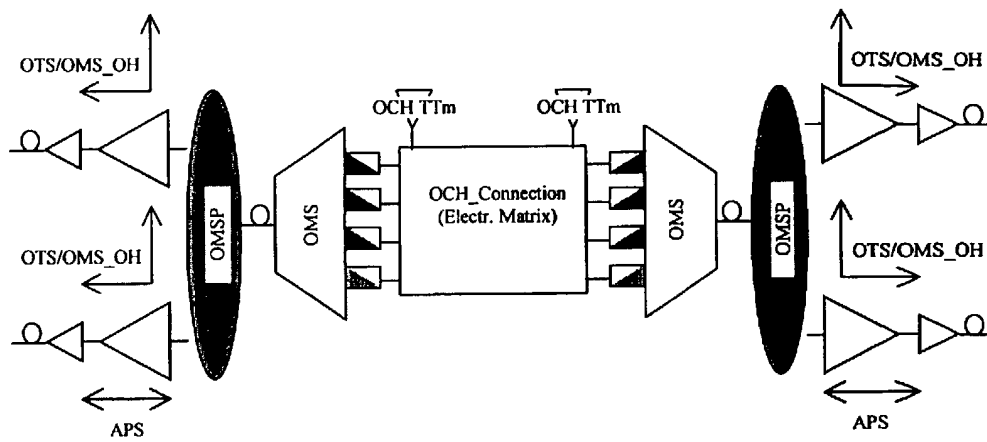 OTS/OMS_OH
OTS/OMS_OH
OCH TTm
OCH TTm
OCH_Connection
(Electr. Matrix)
OMSP
OMS
OMS
OMSP
OTS/OMS_OH
OTS/OMS_OH
APS
APS